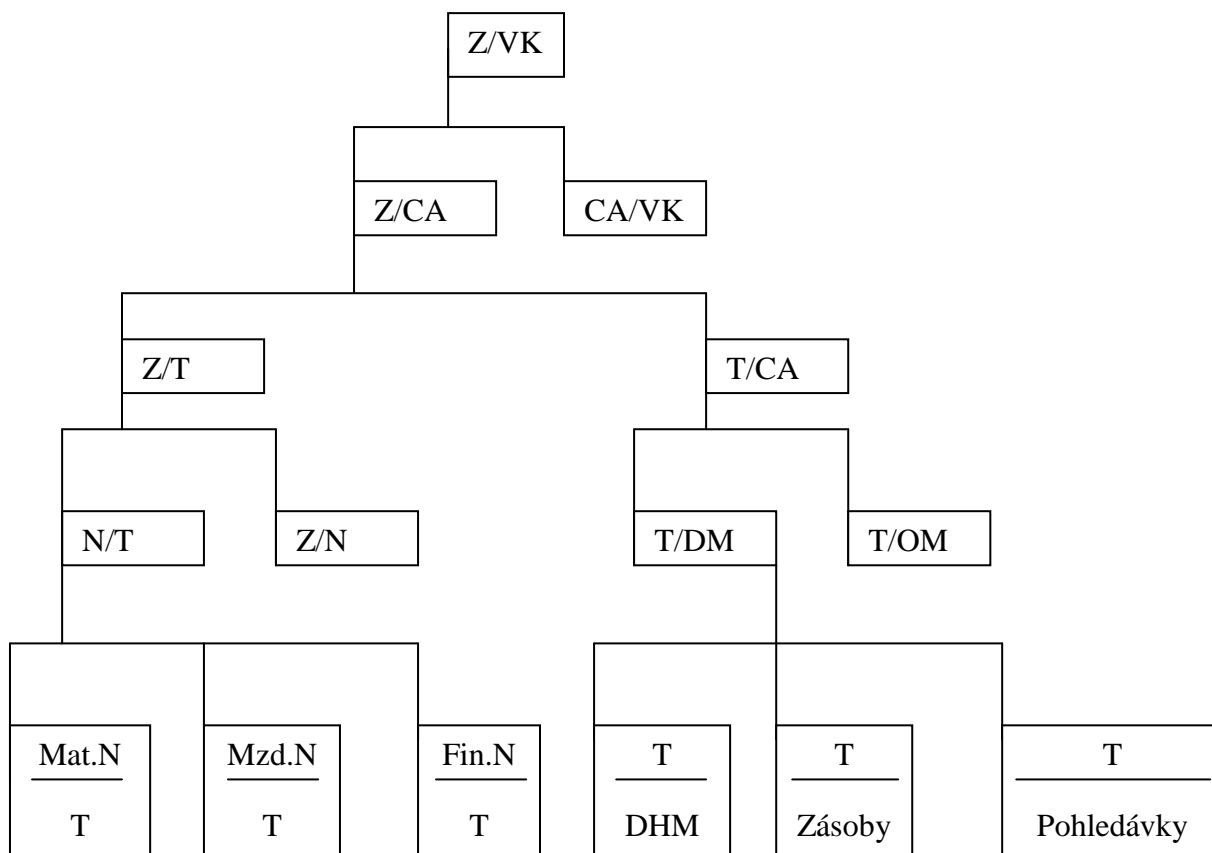 Z/VK
Z/CA
CA/VK
Z/T
T/CA
N/T
Z/N
T/DM
T/OM
Mat.N
T
Mzd.N
T
Fin.N
T
T
DHM
T
Zásoby
T
Pohledávky